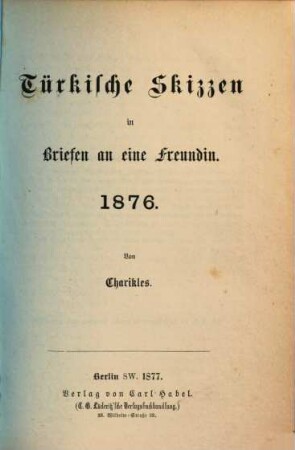 Türkische Skizzen
in
Briefen an eine Freundin.
1876.
Von
Charikles.
Berlin SW. 1877.
Verlag von Carl Habel.
(C. G. Lüderitz'sche Verlagsbuchhandlung.)
33. Wilhelm-Straße 33.